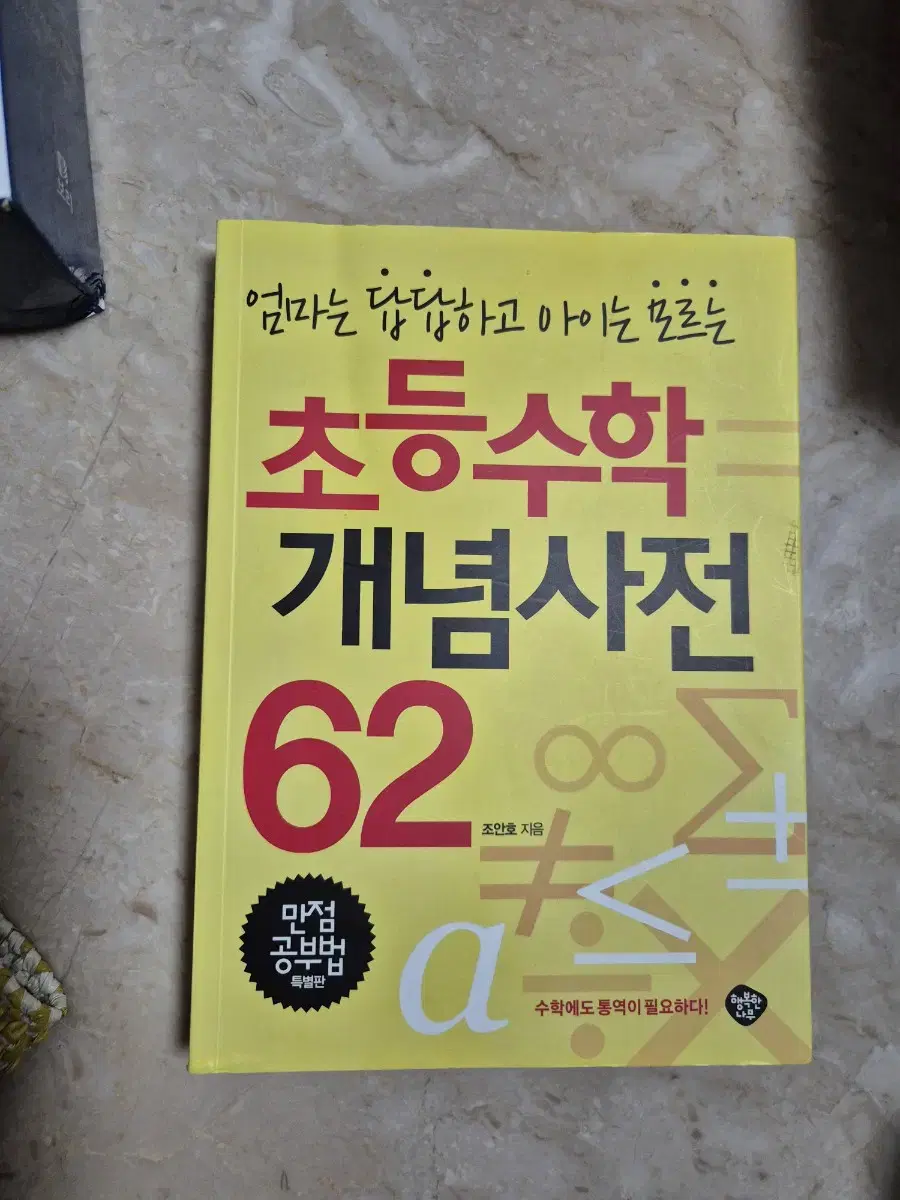 엄마는 답답하고 아이는 모르는
초등수학
개념사전
62
조안호 지음
만점
공부법
特別판
수학에도 통역이 필요하다!
행복한
나무